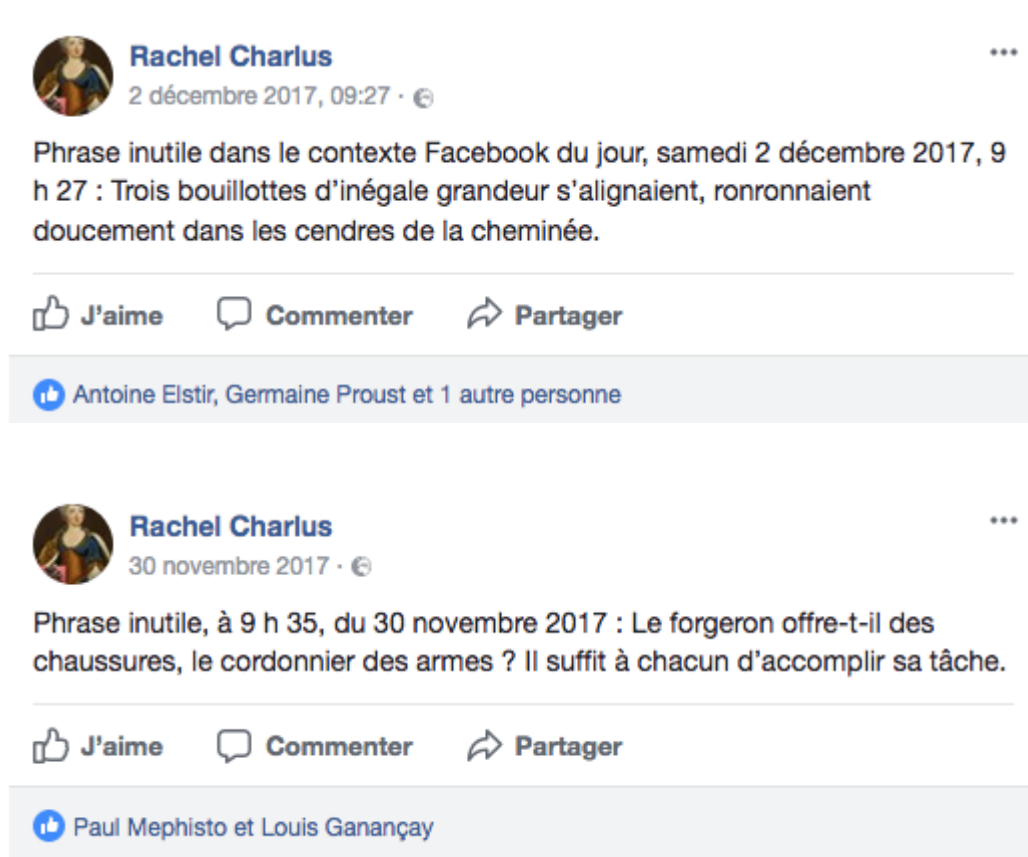 Rachel Charlus
2 décembre 2017, 09:27 ·
Phrase inutile dans le contexte Facebook du jour, samedi 2 décembre 2017, 9
h 27 : Trois bouillottes d’inégale grandeur s’alignaient, ronronnaient
doucement dans les cendres de la cheminée.
J’aime Commenter Partager
Antoine Elstir, Germaine Proust et 1 autre personne
Rachel Charlus
30 novembre 2017 ·
Phrase inutile, à 9 h 35, du 30 novembre 2017 : Le forgeron offre-t-il des
chaussures, le cordonnier des armes ? Il suffit à chacun d’accomplir sa tâche.
J’aime Commenter Partager
Paul Mephisto et Louis Ganançay